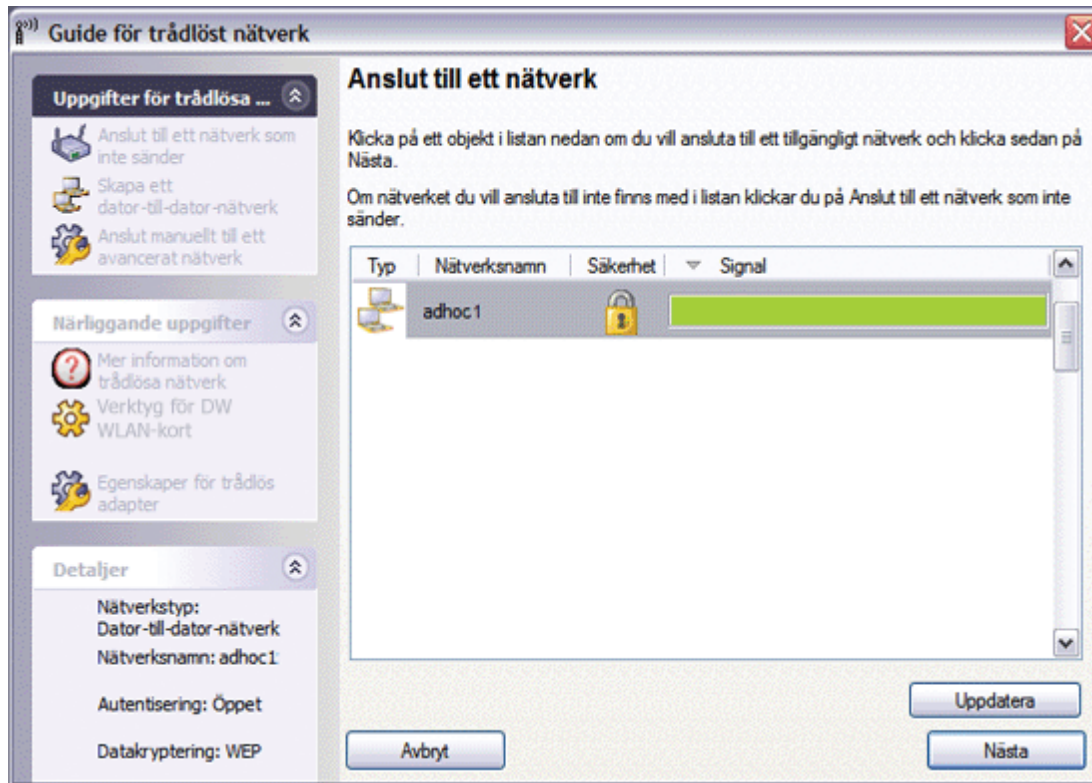 Guide för trådlöst nätverk
Uppgifter för trådlösa ...
Anslut till ett nätverk som
inte sänder
Skapa ett
dator-till-dator-nätverk
Anslut manuellt till ett
avancerat nätverk
Närliggande uppgifter
Mer information om
trådlösa nätverk
Verktyg för DW
WLAN-kort
Egenskaper för trådlös
adapter
Detaljer
Nätverkstyp:
Dator-till-dator-nätverk
Nätverksnamn: adhoc1
Autentisering: Öppet
Datakryptering: WEP
Anslut till ett nätverk
Klicka på ett objekt i listan nedan om du vill ansluta till ett tillgängligt nätverk och klicka sedan på
Nästa.
Om nätverket du vill ansluta till inte finns med i listan klickar du på Anslut till ett nätverk som inte
sänder.
Typ Nätverksnamn Säkerhet Signal
adhoc1
Uppdatera
Avbryt Nästa